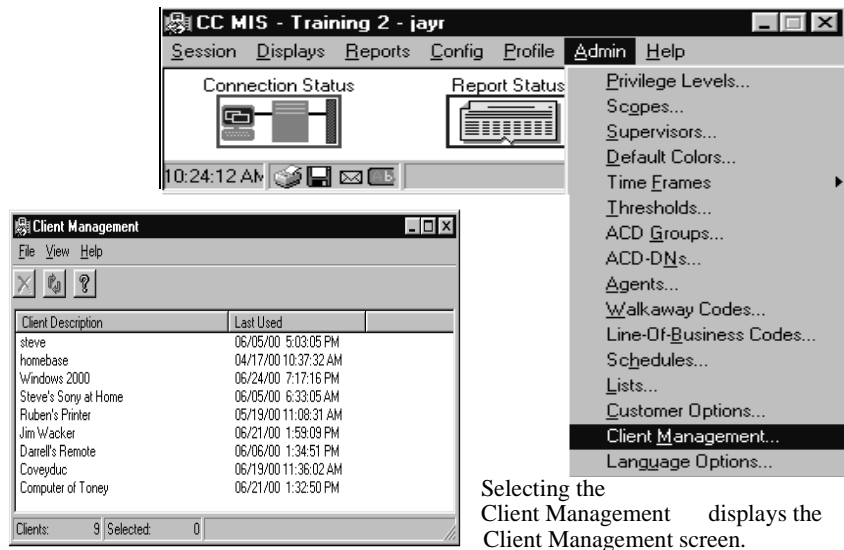 CC MIS - Training 2 - jayr
Session Displays Reports Config Profile Admin Help
Connection Status Report Status
10:24:12 AM
Privilege Levels...
Scopes...
Supervisors...
Default Colors...
Time Frames
Thresholds...
ACD Groups...
ACD-DNs...
Agents...
Walkaway Codes...
Line-Of-Business Codes...
Schedules...
Lists...
Customer Options...
Client Management...
Language Options...
Client Management
File View Help
Client Description Last Used
steve 06/05/00 5:03:05 PM
homebase 04/17/00 10:37:32 AM
Windows 2000 06/24/00 7:17:16 PM
Steve's Sony at Home 06/05/00 6:33:05 AM
Ruben's Printer 05/19/00 11:08:31 AM
Jim Wacker 06/21/00 1:59:09 PM
Darrell's Remote 06/06/00 1:34:51 PM
Coveyduc 06/19/00 11:36:02 AM
Computer of Toney 06/21/00 1:32:50 PM
Clients: 9 Selected: 0
Selecting the
Client Management displays the
Client Management screen.